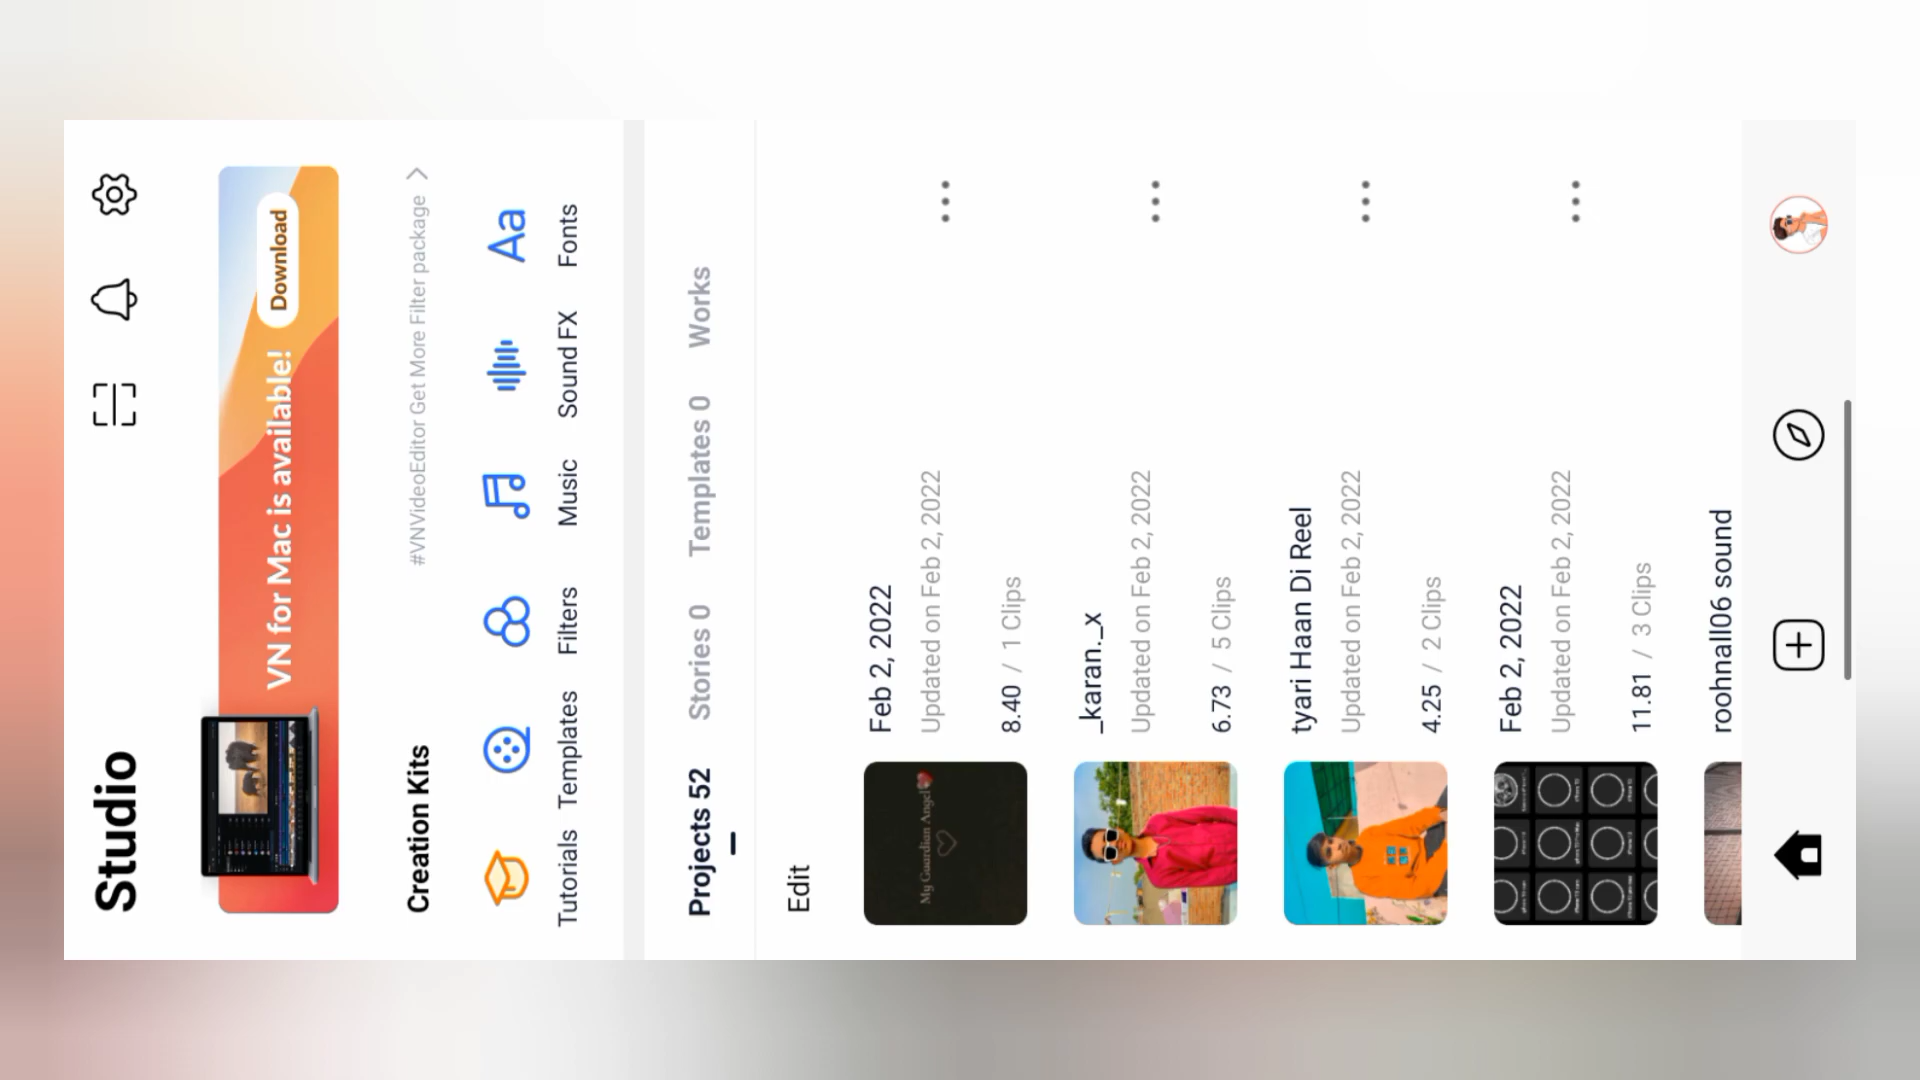 Studio
VN for Mac is available!
Download
Creation Kits
#VNVideoEditor Get More Filter package
Tutorials
Templates
Filters
Music
Sound FX
Aa
Fonts
Projects 52
Stories 0
Templates 0
Works
Edit
My Guardian Angel
Feb 2, 2022
Updated on Feb 2, 2022
8.40 / 1 Clips
_karan._x
Updated on Feb 2, 2022
6.73 / 5 Clips
tyari Haan Di Reel
Updated on Feb 2, 2022
4.25 / 2 Clips
Feb 2, 2022
Updated on Feb 2, 2022
11.81 / 3 Clips
roohnall06 sound